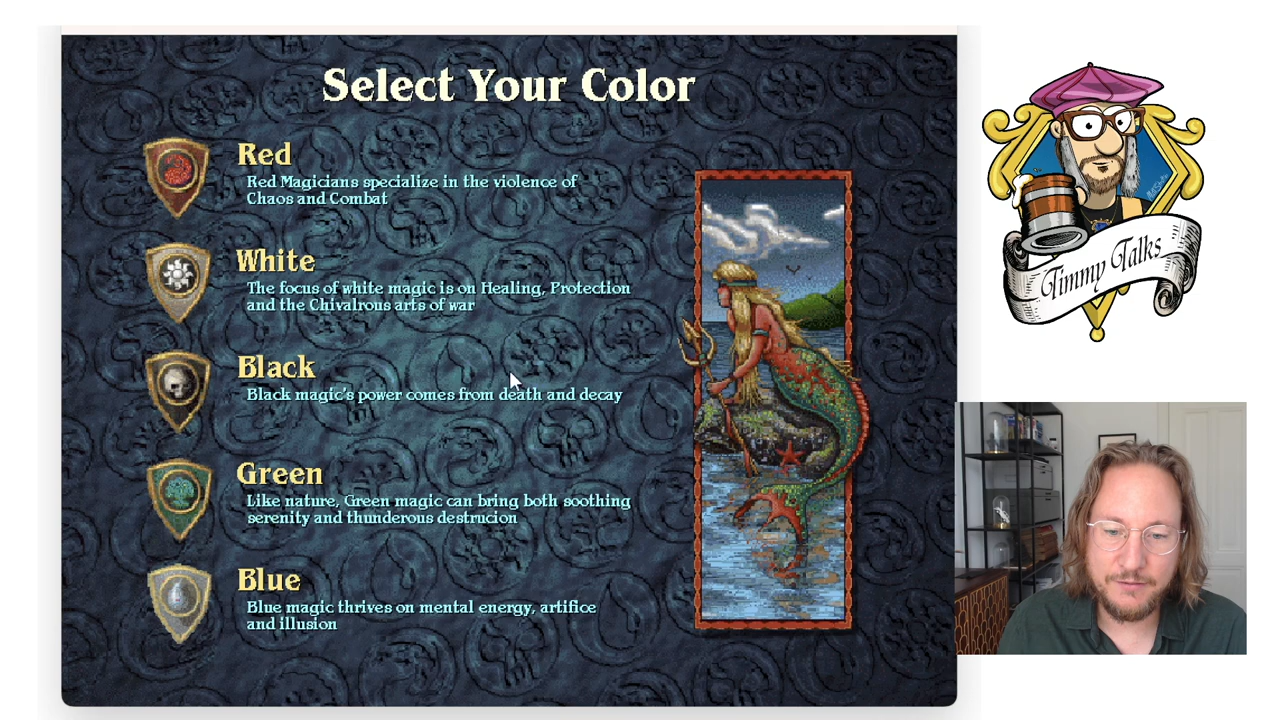 Select Your Color
Red
Red Magicians specialize in the violence of
Chaos and Combat
White
The focus of white magic is on Healing, Protection
and the Chivalrous arts of war
Black
Black magic's power comes from death and decay
Green
Like nature, Green magic can bring both soothing
serenity and thunderous destrucion
Blue
Blue magic thrives on mental energy, artifice
and illusion
Timmy Talks